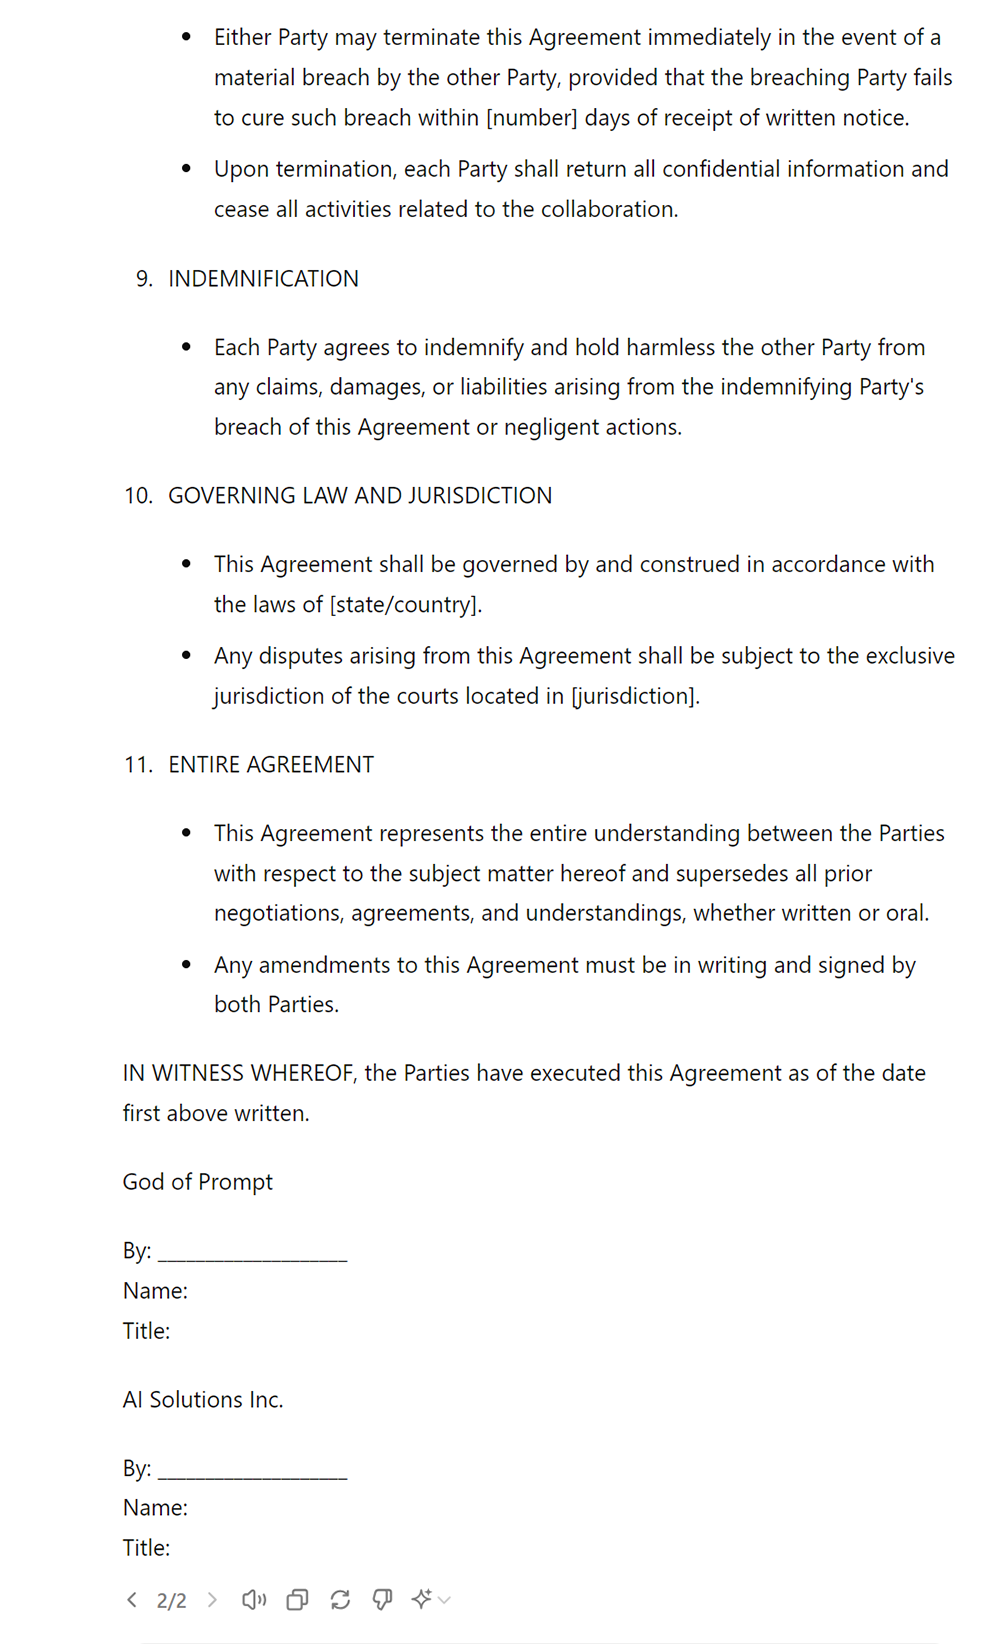 • Either Party may terminate this Agreement immediately in the event of a
material breach by the other Party, provided that the breaching Party fails
to cure such breach within [number] days of receipt of written notice.
• Upon termination, each Party shall return all confidential information and
cease all activities related to the collaboration.
9. INDEMNIFICATION
• Each Party agrees to indemnify and hold harmless the other Party from
any claims, damages, or liabilities arising from the indemnifying Party's
breach of this Agreement or negligent actions.
10. GOVERNING LAW AND JURISDICTION
• This Agreement shall be governed by and construed in accordance with
the laws of [state/country].
• Any disputes arising from this Agreement shall be subject to the exclusive
jurisdiction of the courts located in [jurisdiction].
11. ENTIRE AGREEMENT
• This Agreement represents the entire understanding between the Parties
with respect to the subject matter hereof and supersedes all prior
negotiations, agreements, and understandings, whether written or oral.
• Any amendments to this Agreement must be in writing and signed by
both Parties.
IN WITNESS WHEREOF, the Parties have executed this Agreement as of the date
first above written.
God of Prompt
By: ___________________
Name:
Title:
AI Solutions Inc.
By: ___________________
Name:
Title:
2/2